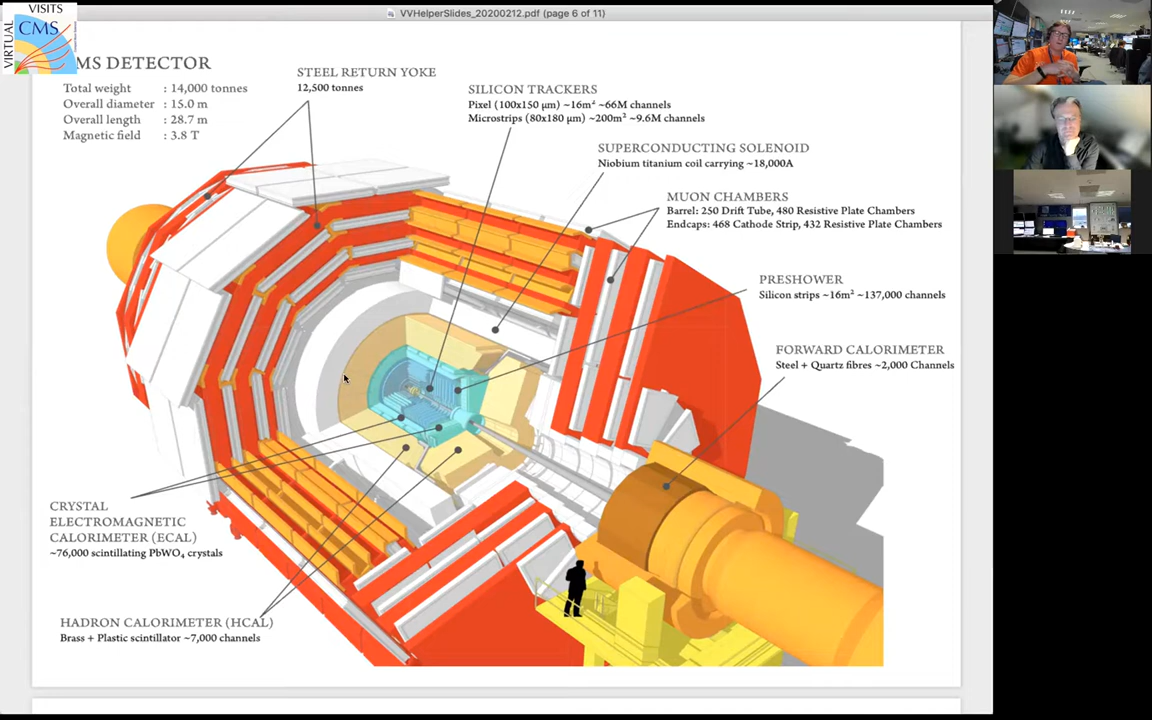 VVHelperSlides_20200212.pdf (page 6 of 11)
VIRTUAL
VISITS
CMS
MS DETECTOR
Total weight : 14,000 tonnes
Overall diameter : 15.0 m
Overall length : 28.7 m
Magnetic field : 3.8 T
STEEL RETURN YOKE
12,500 tonnes
SILICON TRACKERS
Pixel (100x150 μm) ~16m² ~66M channels
Microstrips (80x180 μm) ~200m² ~9.6M channels
SUPERCONDUCTING SOLENOID
Niobium titanium coil carrying ~18,000A
MUON CHAMBERS
Barrel: 250 Drift Tube, 480 Resistive Plate Chambers
Endcaps: 468 Cathode Strip, 432 Resistive Plate Chambers
PRESHOWER
Silicon strips ~16m² ~137,000 channels
FORWARD CALORIMETER
Steel + Quartz fibres ~2,000 Channels
CRYSTAL
ELECTROMAGNETIC
CALORIMETER (ECAL)
~76,000 scintillating PbWO₄ crystals
HADRON CALORIMETER (HCAL)
Brass + Plastic scintillator ~7,000 channels